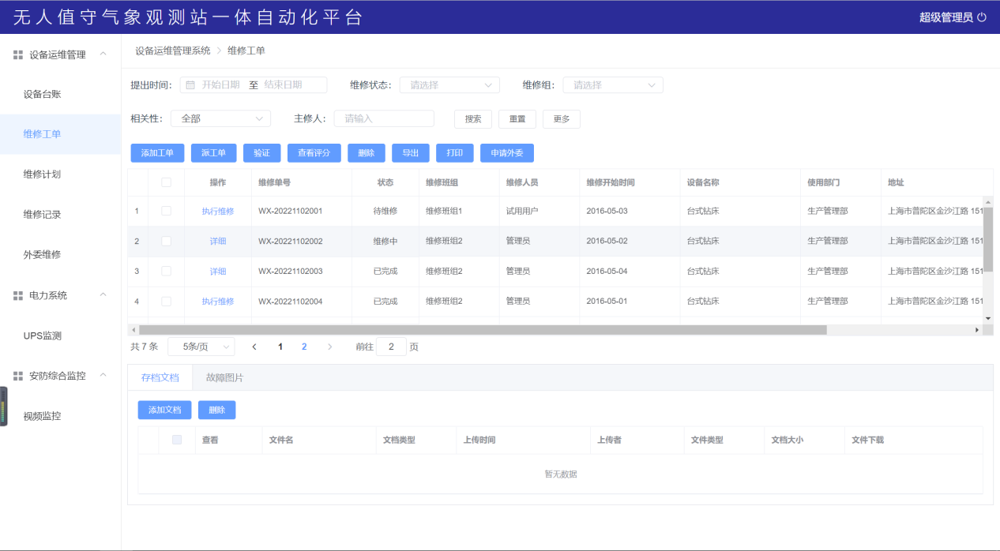 无人值守气象观测站一体自动化平台
超级管理员
设备运维管理
设备台账
维修工单
维修计划
维修记录
外委维修
电力系统
UPS监测
安防综合监控
视频监控
设备运维管理系统 > 维修工单
提出时间： 开始日期 至 结束日期 维修状态： 请选择 维修组： 请选择
相关性： 全部 主修人： 请输入 搜索 重置 更多
添加工单 派工单 验证 查看评分 删除 导出 打印 申请外委
操作 维修单号 状态 维修班组 维修人员 维修开始时间 设备名称 使用部门 地址
1 执行维修 WX-20221102001 待维修 维修班组1 试用用户 2016-05-03 台式钻床 生产管理部 上海市普陀区金沙江路 151
2 详细 WX-20221102002 维修中 维修班组2 管理员 2016-05-02 台式钻床 生产管理部 上海市普陀区金沙江路 151
3 详细 WX-20221102003 已完成 维修班组2 管理员 2016-05-04 台式钻床 生产管理部 上海市普陀区金沙江路 151
4 执行维修 WX-20221102004 已完成 维修班组2 管理员 2016-05-01 台式钻床 生产管理部 上海市普陀区金沙江路 151
共 7 条 5条/页 < 1 2 > 前往 2 页
存档文档 故障图片
添加文档 删除
查看 文件名 文档类型 上传时间 上传者 文件类型 文档大小 文件下载
暂无数据